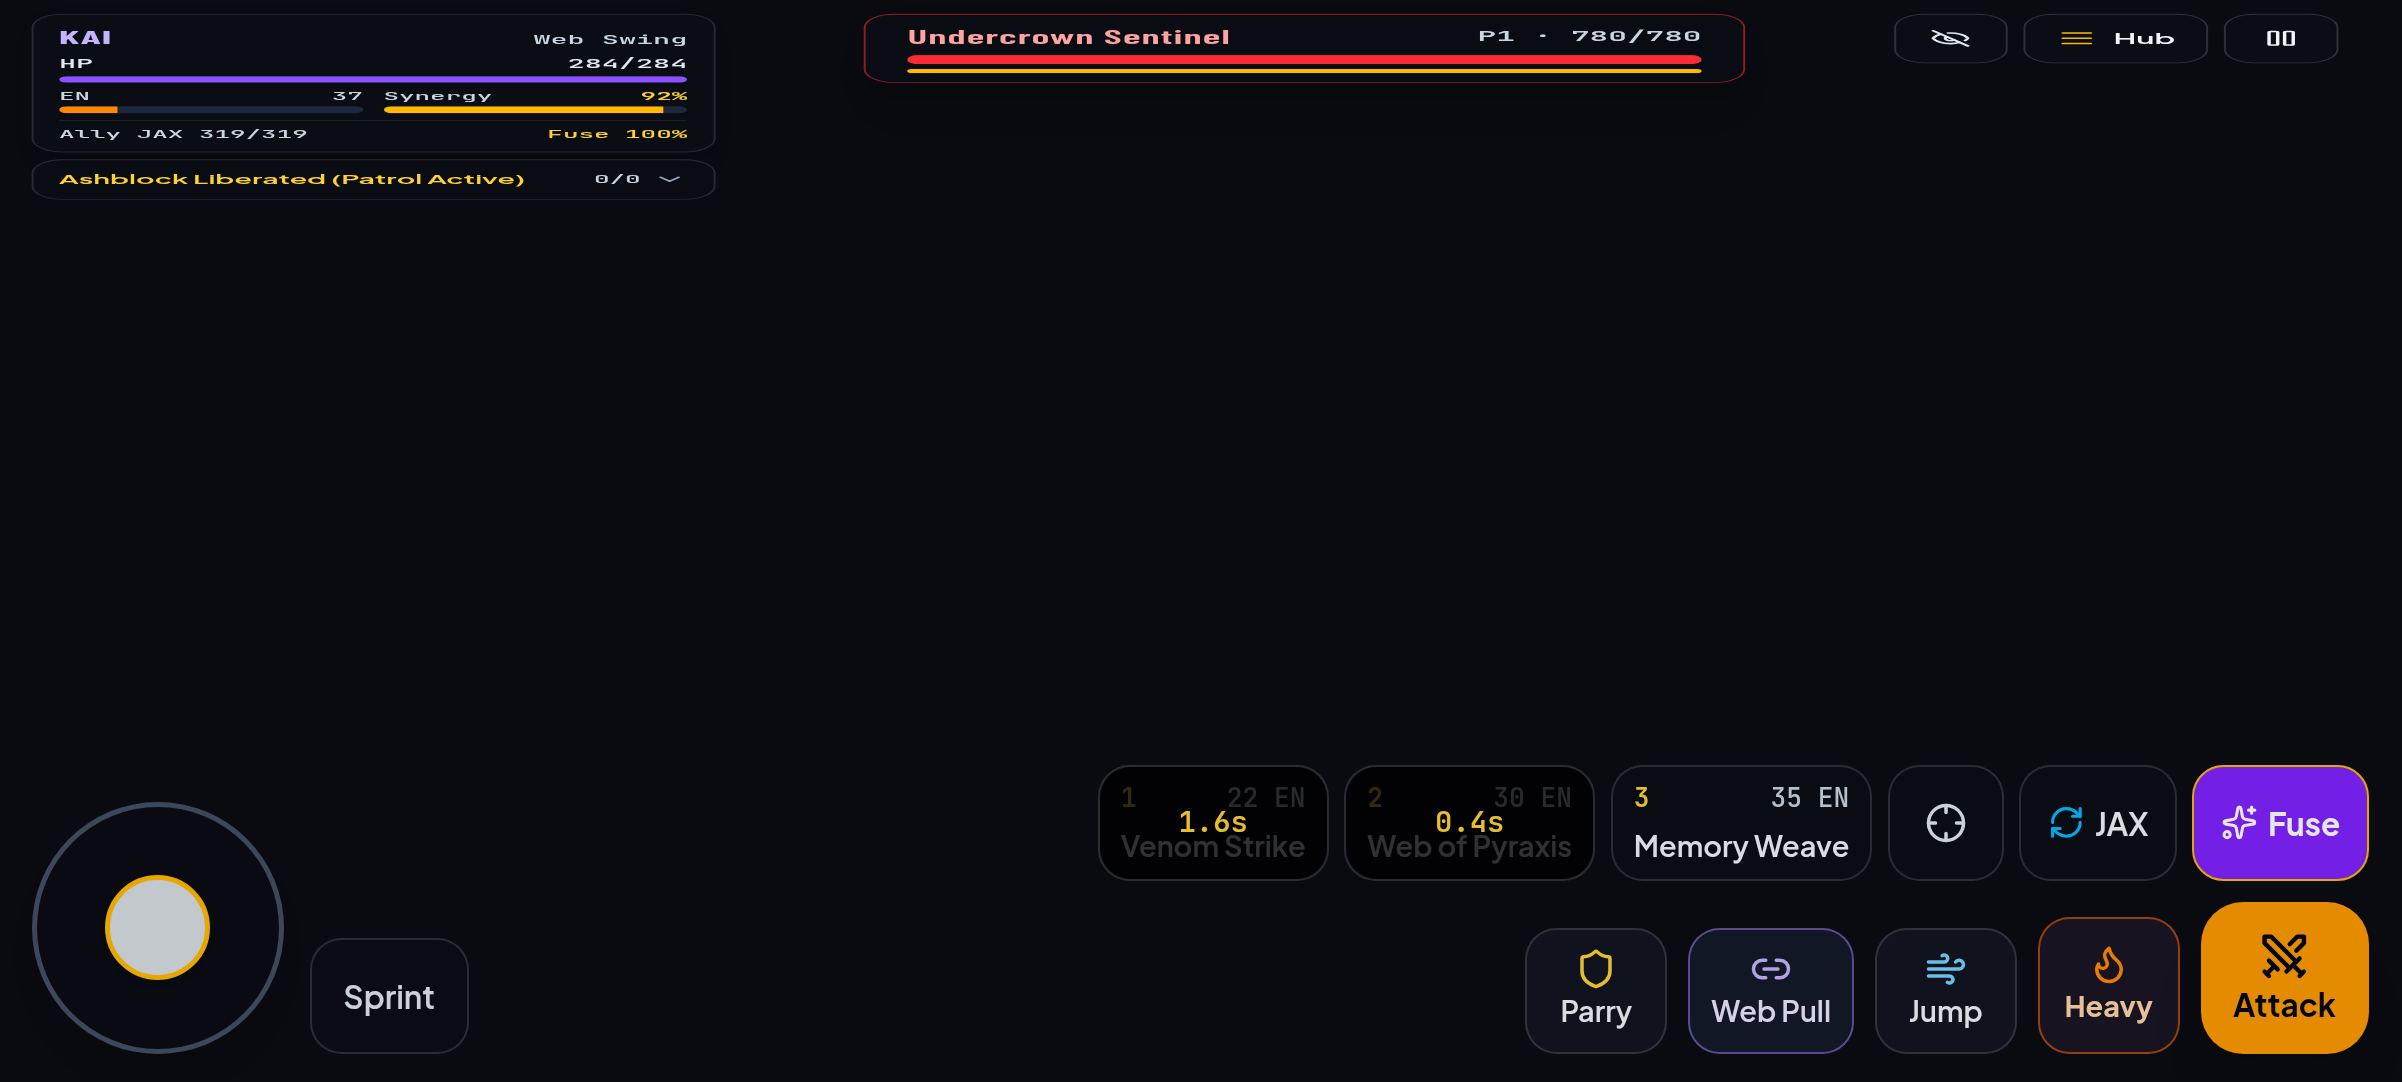 KAI Web Swing
HP 284/284
EN 37 Synergy 92%
Ally JAX 319/319 Fuse 100%
Ashblock Liberated (Patrol Active) 0/0
Undercrown Sentinel P1 · 780/780
Hub
1 22 EN
1.6s
Venom Strike
2 30 EN
0.4s
Web of Pyraxis
3 35 EN
Memory Weave
JAX
Fuse
Sprint
Parry
Web Pull
Jump
Heavy
Attack